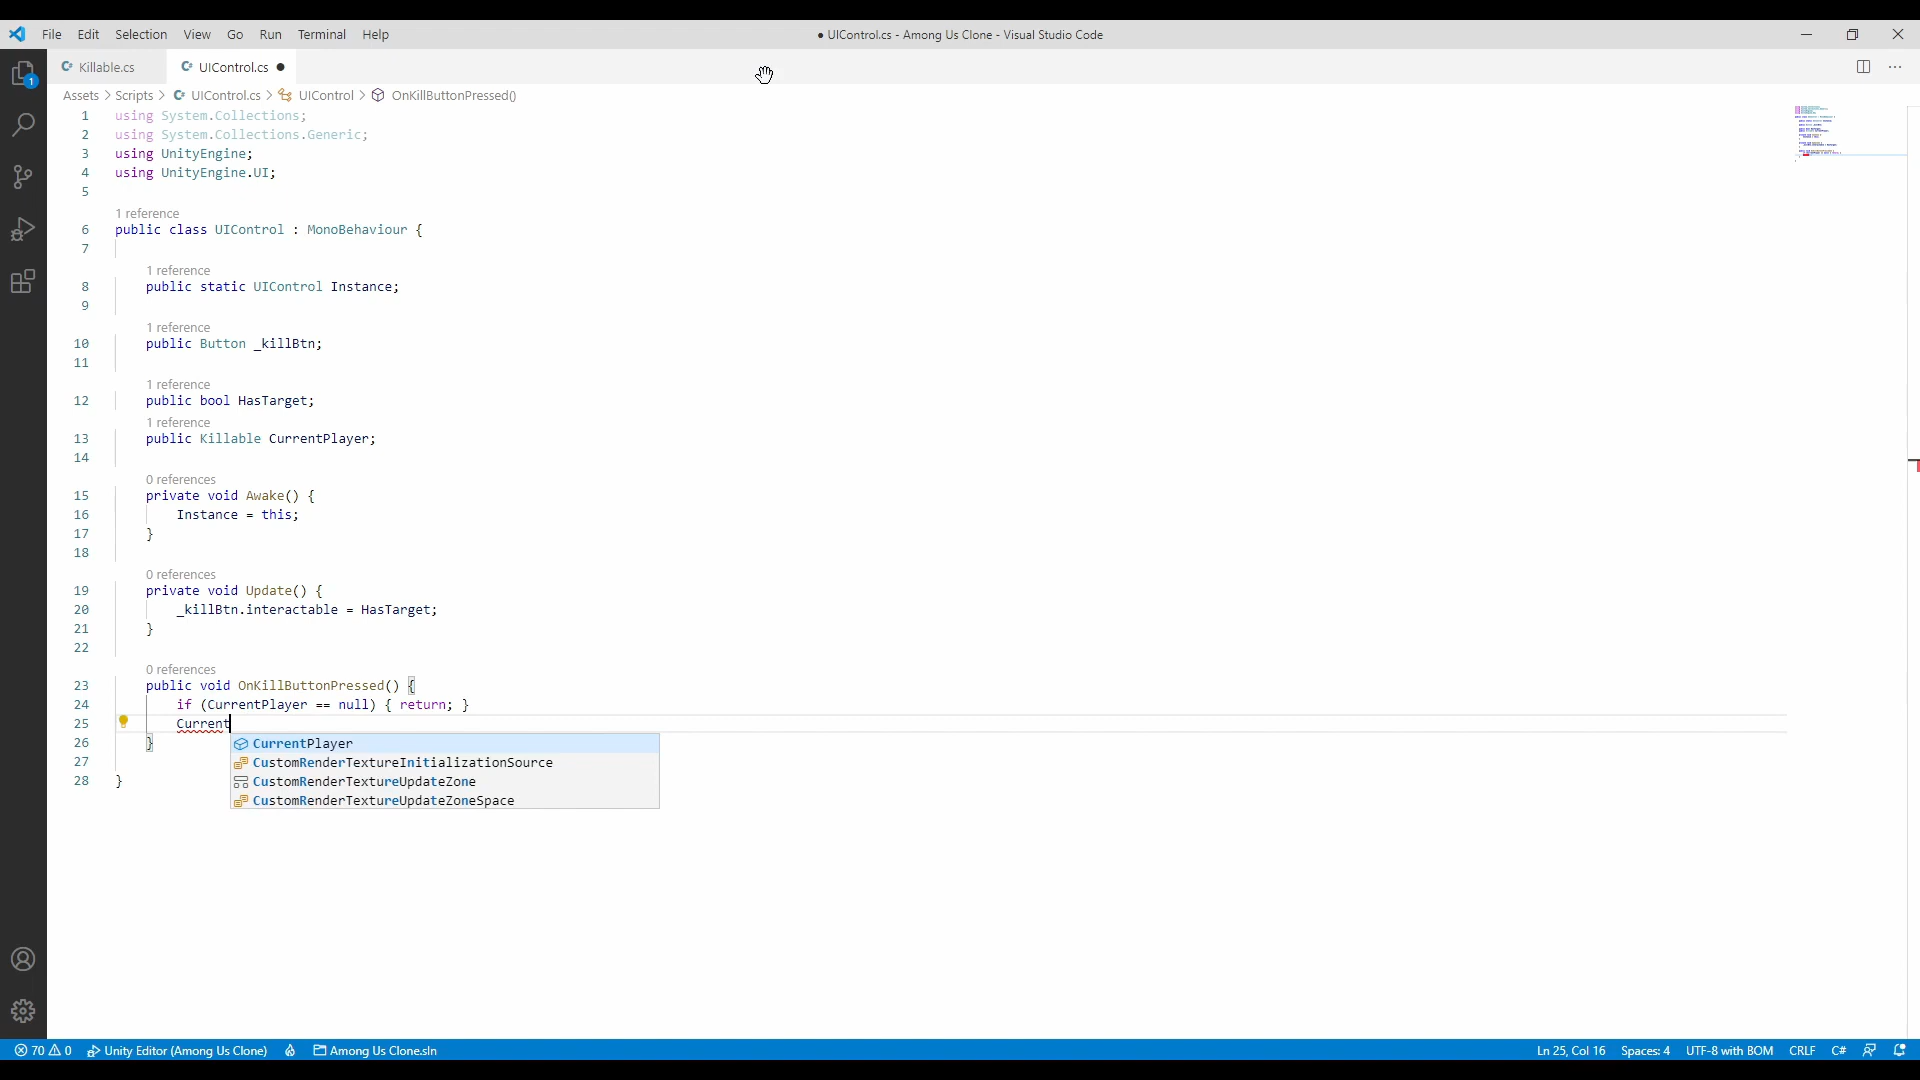 File Edit Selection View Go Run Terminal Help
● UIControl.cs - Among Us Clone - Visual Studio Code
Killable.cs
UIControl.cs ●
Assets > Scripts > UIControl.cs > UIControl > OnKillButtonPressed()
1 using System.Collections;
2 using System.Collections.Generic;
3 using UnityEngine;
4 using UnityEngine.UI;
5
1 reference
6 public class UIControl : MonoBehaviour {
7
1 reference
8 public static UIControl Instance;
9
1 reference
10 public Button _killBtn;
11
1 reference
12 public bool HasTarget;
1 reference
13 public Killable CurrentPlayer;
14
0 references
15 private void Awake() {
16 Instance = this;
17 }
18
0 references
19 private void Update() {
20 _killBtn.interactable = HasTarget;
21 }
22
0 references
23 public void OnKillButtonPressed() {
24 if (CurrentPlayer == null) { return; }
25 Current
26 }
27
28 }
CurrentPlayer
CustomRenderTextureInitializationSource
CustomRenderTextureUpdateZone
CustomRenderTextureUpdateZoneSpace
1
70 0 Unity Editor (Among Us Clone) Among Us Clone.sln
Ln 25, Col 16 Spaces: 4 UTF-8 with BOM CRLF C#